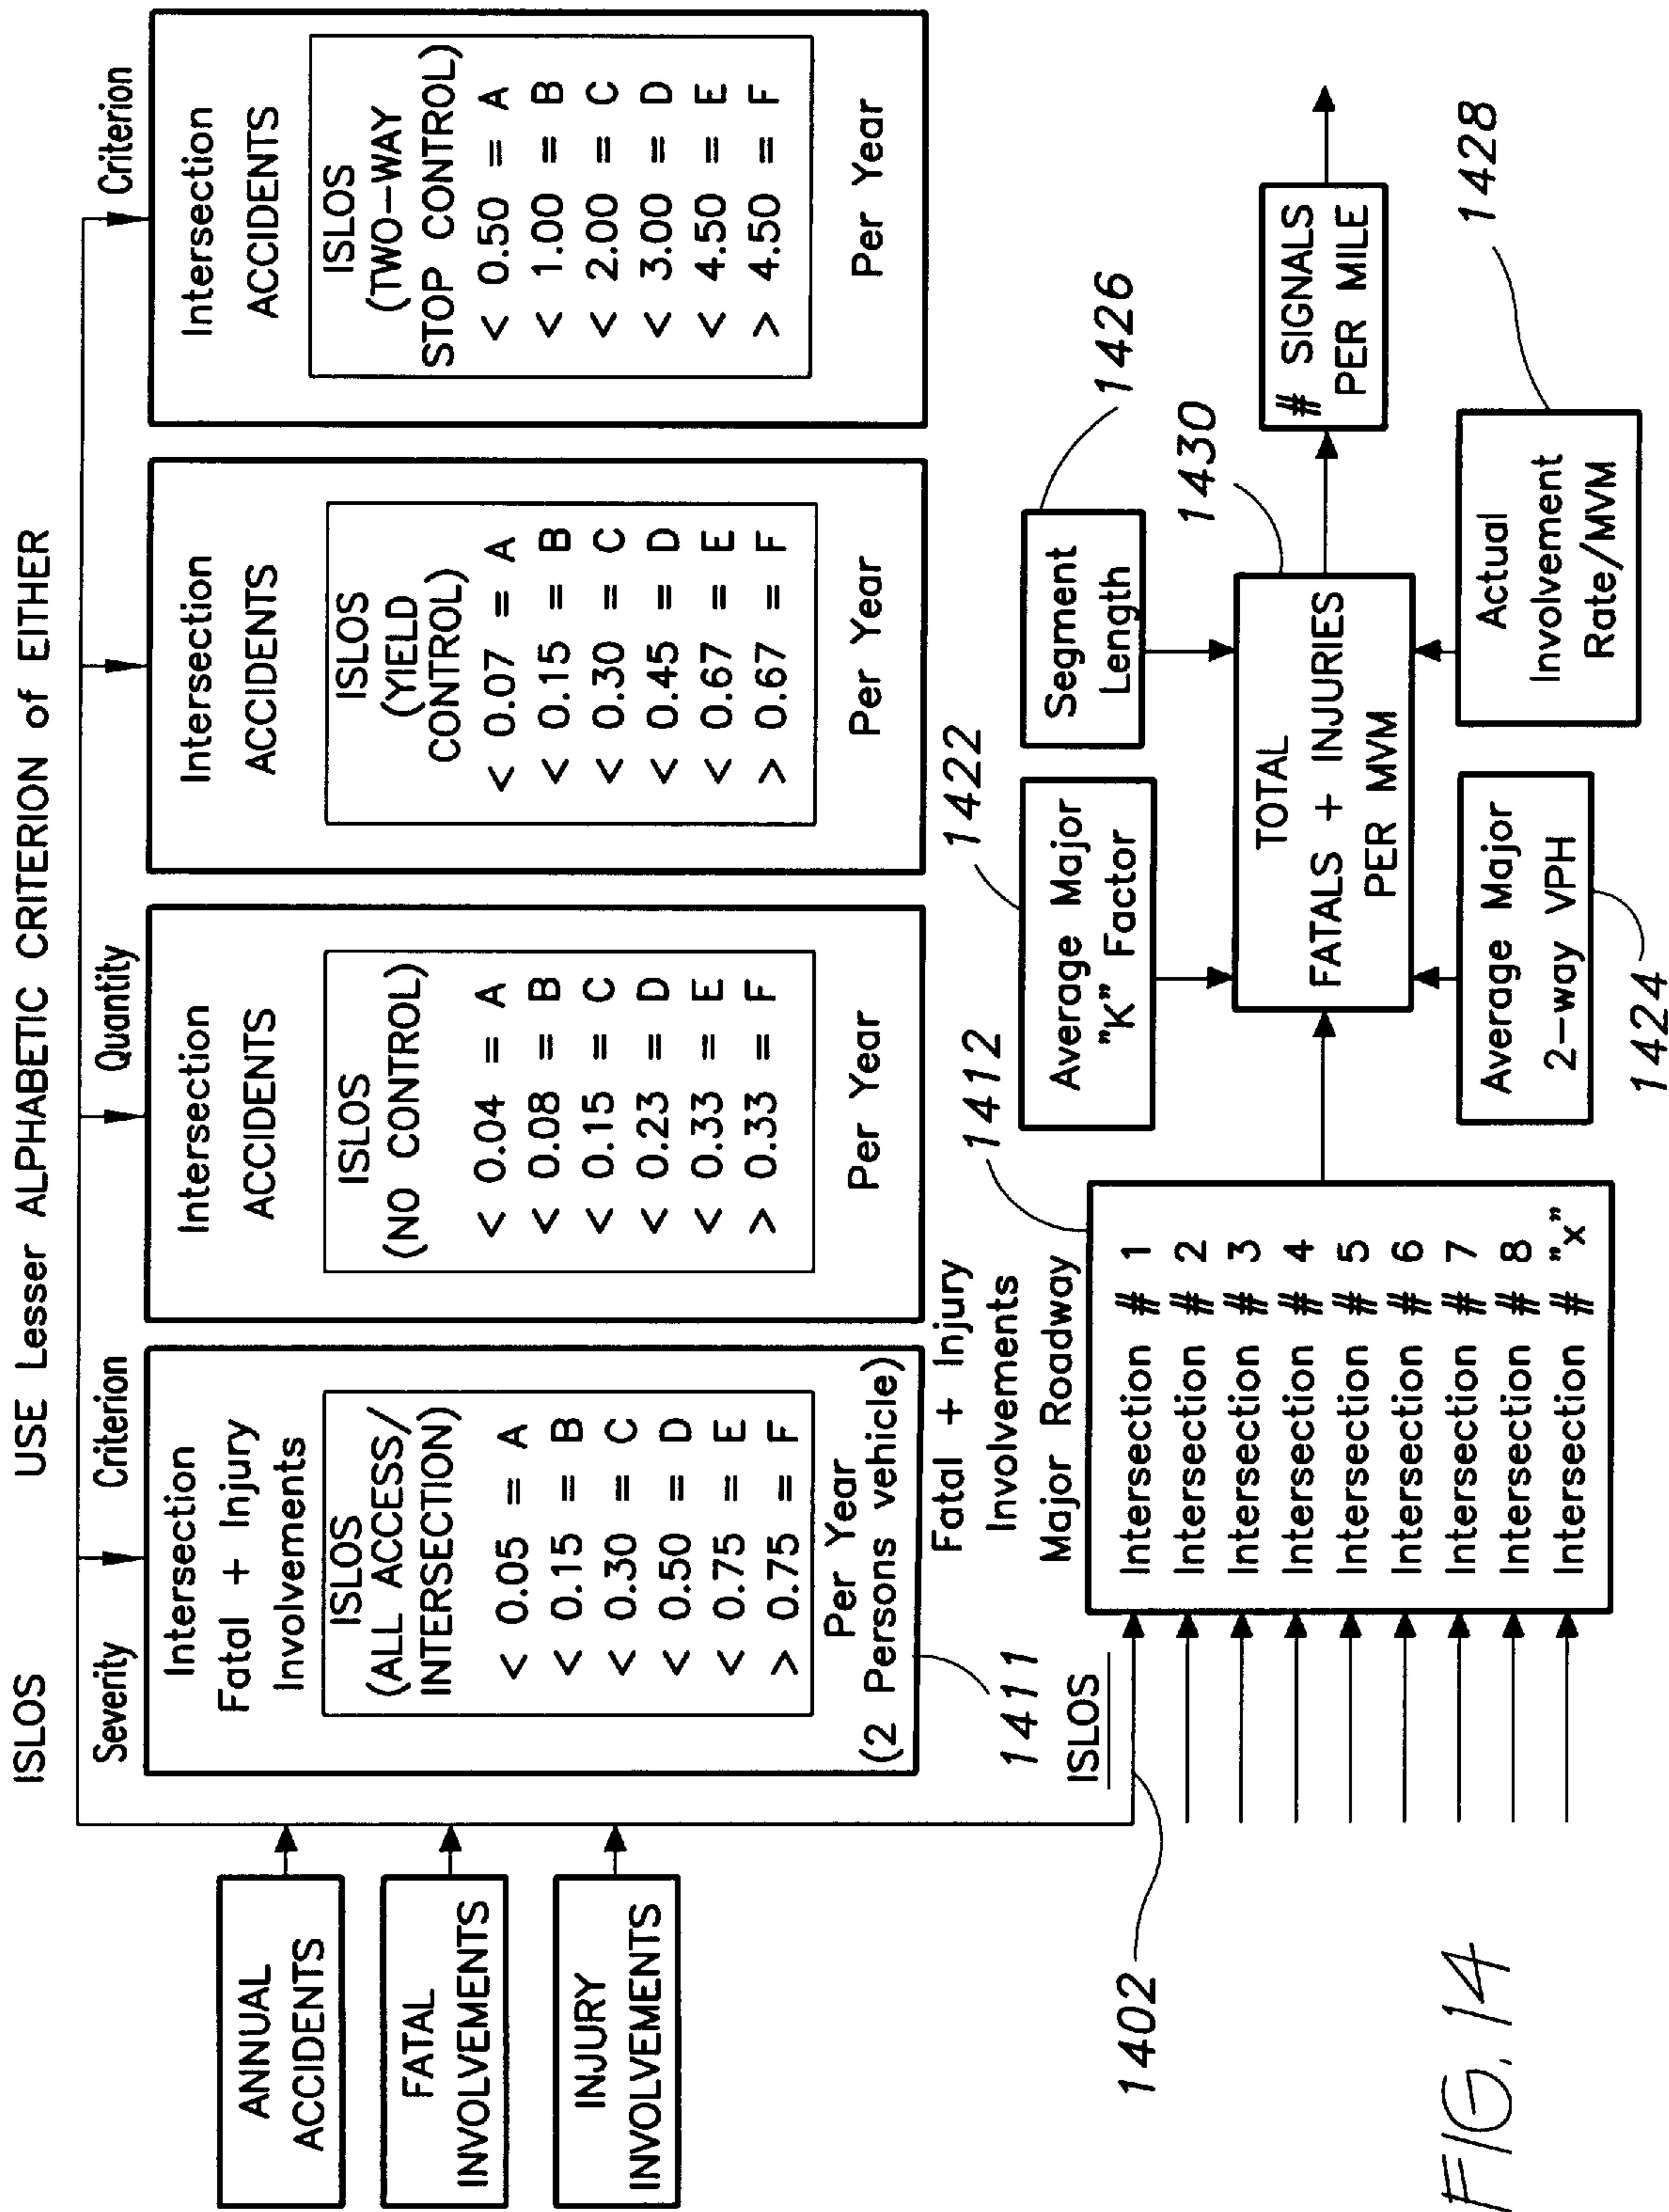 ISLOS USE Lesser ALPHABETIC CRITERION of EITHER
Severity Criterion Quantity Criterion
ANNUAL
ACCIDENTS
FATAL
INVOLVEMENTS
INJURY
INVOLVEMENTS
Intersection
Fatal + Injury
Involvements
ISLOS
(ALL ACCESS/
INTERSECTION)
< 0.05 = A
< 0.15 = B
< 0.30 = C
< 0.50 = D
< 0.75 = E
> 0.75 = F
Per Year
(2 Persons vehicle)
1411
Intersection
ACCIDENTS
ISLOS
(NO CONTROL)
< 0.04 = A
< 0.08 = B
< 0.15 = C
< 0.23 = D
< 0.33 = E
> 0.33 = F
Per Year
Intersection
ACCIDENTS
ISLOS
(YIELD
CONTROL)
< 0.07 = A
< 0.15 = B
< 0.30 = C
< 0.45 = D
< 0.67 = E
> 0.67 = F
Per Year
Intersection
ACCIDENTS
ISLOS
(TWO-WAY
STOP CONTROL)
< 0.50 = A
< 1.00 = B
< 2.00 = C
< 3.00 = D
< 4.50 = E
> 4.50 = F
Per Year
ISLOS
1402
Fatal + Injury
Involvements
Major Roadway
1412
Intersection # 1
Intersection # 2
Intersection # 3
Intersection # 4
Intersection # 5
Intersection # 6
Intersection # 7
Intersection # 8
Intersection # "x"
1422
Average Major
"K" Factor
1426
Segment
Length
1430
TOTAL
FATALS + INJURIES
PER MVM
# SIGNALS
PER MILE
Average Major
2-way VPH
1424
Actual
Involvement
Rate/MVM
1428
FIG. 14